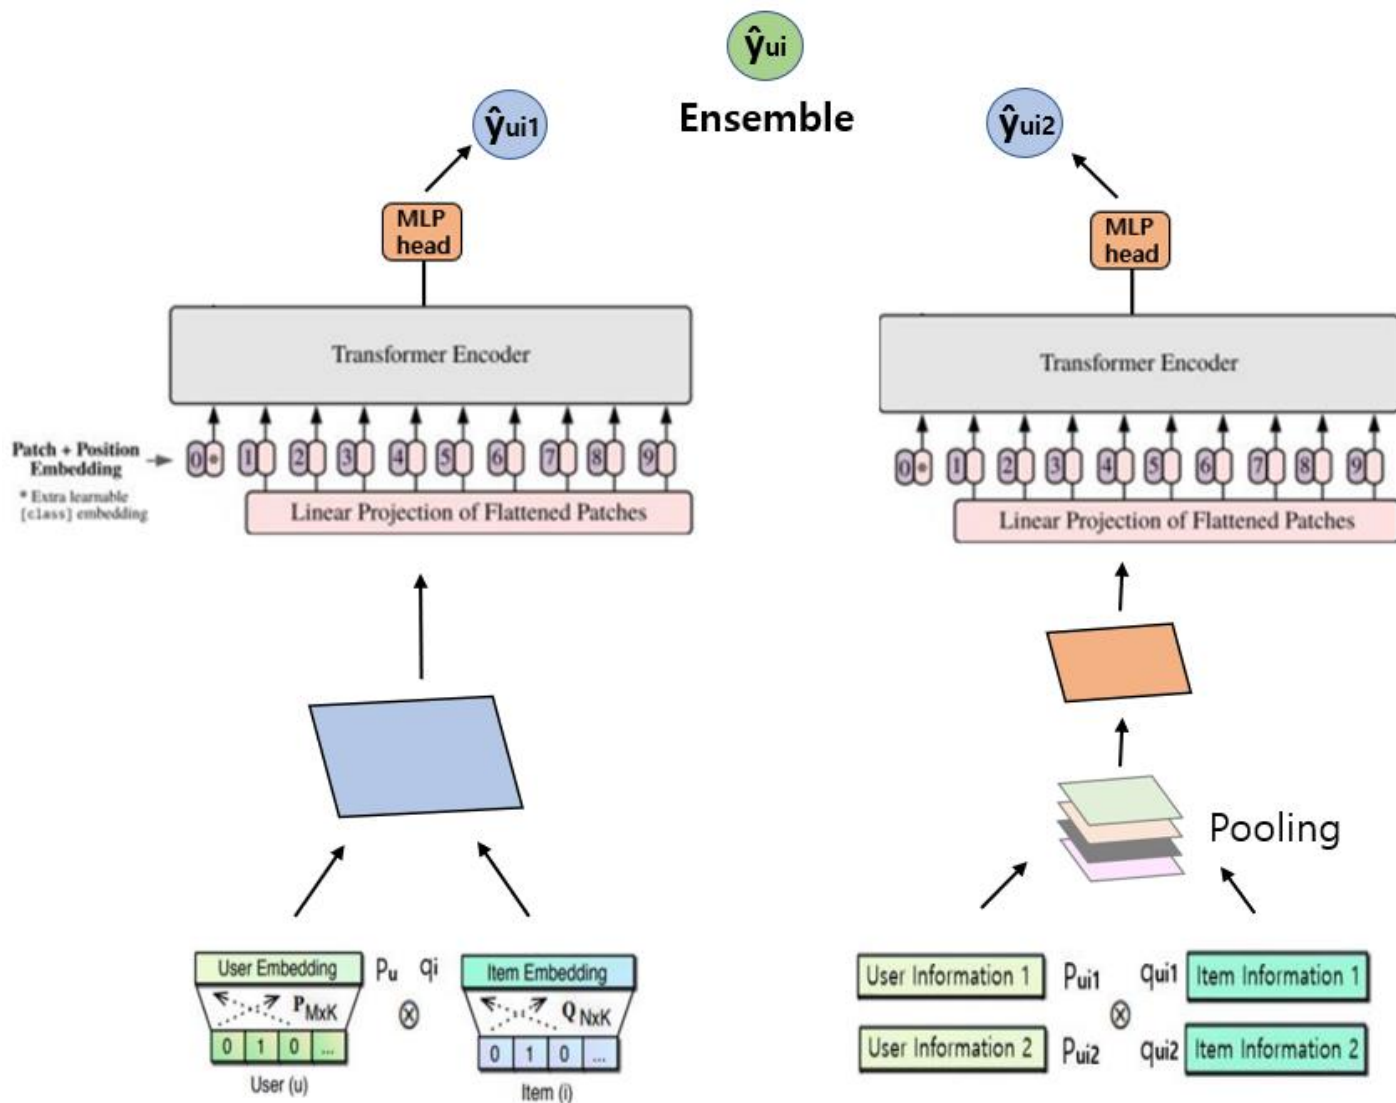 ŷui
Ensemble
ŷui1
ŷui2
MLP
head
MLP
head
Transformer Encoder
Transformer Encoder
Patch + Position
Embedding
* Extra learnable
[class] embedding
0 * 1 2 3 4 5 6 7 8 9
0 * 1 2 3 4 5 6 7 8 9
Linear Projection of Flattened Patches
Linear Projection of Flattened Patches
Pooling
User Embedding
pu qi
Item Embedding
PMxK
⊗
QNxK
0 1 0 ...
0 1 0 ...
User (u)
Item (i)
User Information 1
pui1
qui1
Item Information 1
⊗
User Information 2
pui2
qui2
Item Information 2